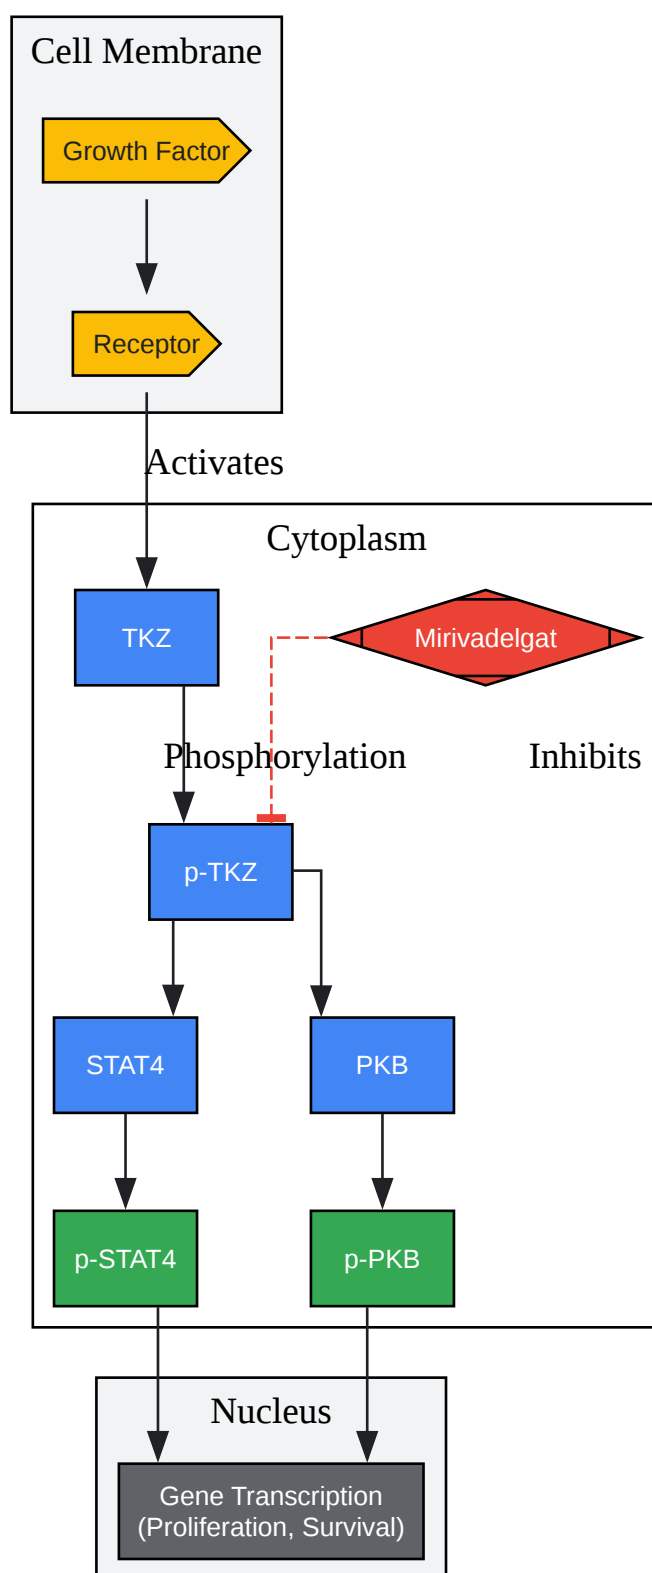 Cell Membrane
Growth Factor
Receptor
Activates
Cytoplasm
TKZ
Mirivadelgat
Phosphorylation
Inhibits
p-TKZ
STAT4
PKB
p-STAT4
p-PKB
Nucleus
Gene Transcription
(Proliferation, Survival)